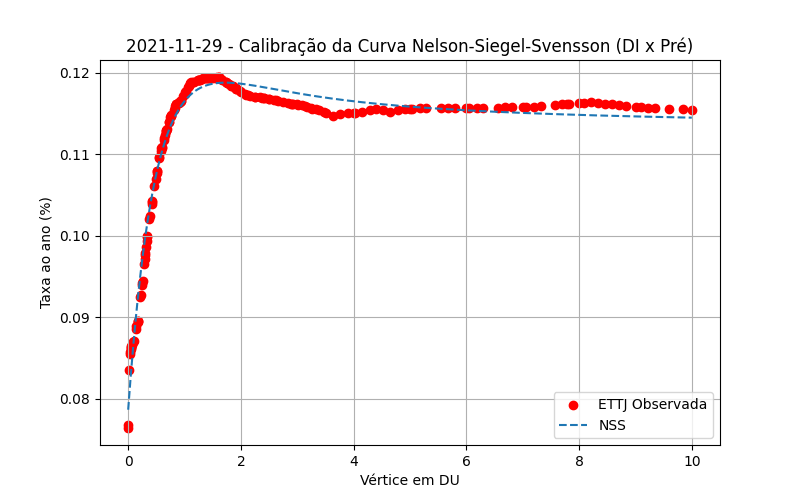 2021-11-29 - Calibração da Curva Nelson-Siegel-Svensson (DI x Pré)
0.12
0.11
0.10
0.09
0.08
Taxa ao ano (%)
ETTJ Observada
NSS
0 2 4 6 8 10
Vértice em DU